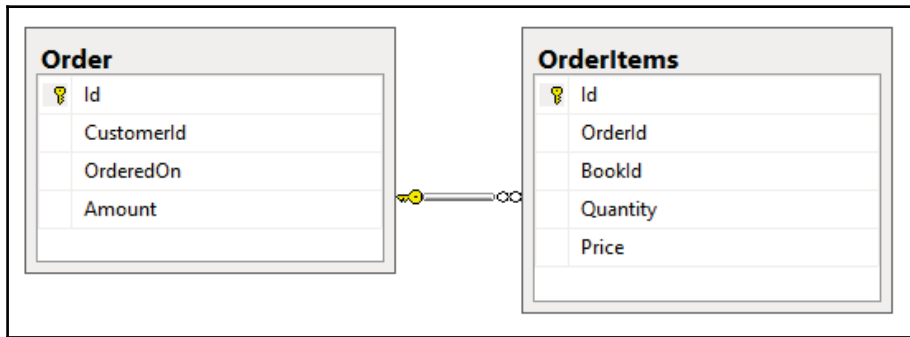 Order
Id
CustomerId
OrderedOn
Amount
OrderItems
Id
OrderId
BookId
Quantity
Price